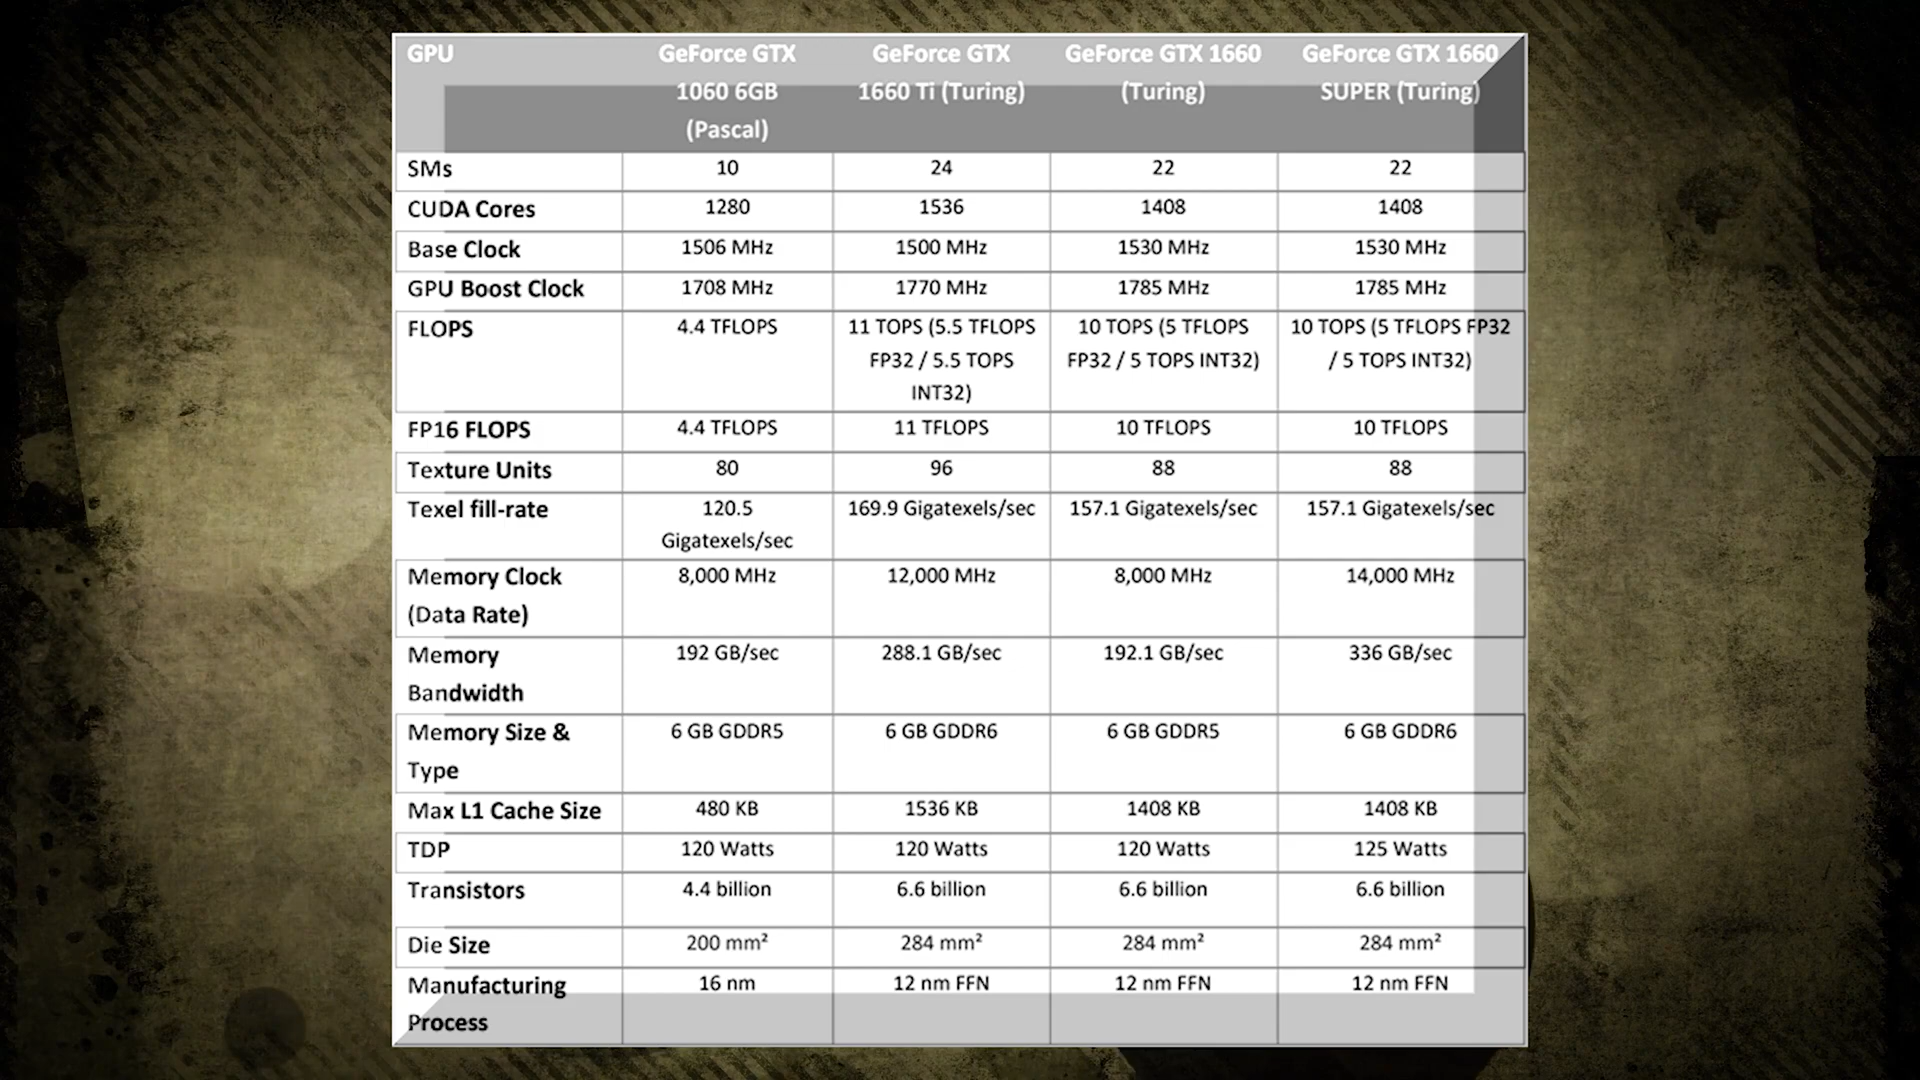 GPU GeForce GTX GeForce GTX GeForce GTX 1660 GeForce GTX 1660
1060 6GB 1660 Ti (Turing) (Turing) SUPER (Turing)
(Pascal)
SMs 10 24 22 22
CUDA Cores 1280 1536 1408 1408
Base Clock 1506 MHz 1500 MHz 1530 MHz 1530 MHz
GPU Boost Clock 1708 MHz 1770 MHz 1785 MHz 1785 MHz
FLOPS 4.4 TFLOPS 11 TOPS (5.5 TFLOPS 10 TOPS (5 TFLOPS 10 TOPS (5 TFLOPS FP32
FP32 / 5.5 TOPS FP32 / 5 TOPS INT32) / 5 TOPS INT32)
INT32)
FP16 FLOPS 4.4 TFLOPS 11 TFLOPS 10 TFLOPS 10 TFLOPS
Texture Units 80 96 88 88
Texel fill-rate 120.5 169.9 Gigatexels/sec 157.1 Gigatexels/sec 157.1 Gigatexels/sec
Gigatexels/sec
Memory Clock 8,000 MHz 12,000 MHz 8,000 MHz 14,000 MHz
(Data Rate)
Memory 192 GB/sec 288.1 GB/sec 192.1 GB/sec 336 GB/sec
Bandwidth
Memory Size & 6 GB GDDR5 6 GB GDDR6 6 GB GDDR5 6 GB GDDR6
Type
Max L1 Cache Size 480 KB 1536 KB 1408 KB 1408 KB
TDP 120 Watts 120 Watts 120 Watts 125 Watts
Transistors 4.4 billion 6.6 billion 6.6 billion 6.6 billion
Die Size 200 mm² 284 mm² 284 mm² 284 mm²
Manufacturing 16 nm 12 nm FFN 12 nm FFN 12 nm FFN
Process